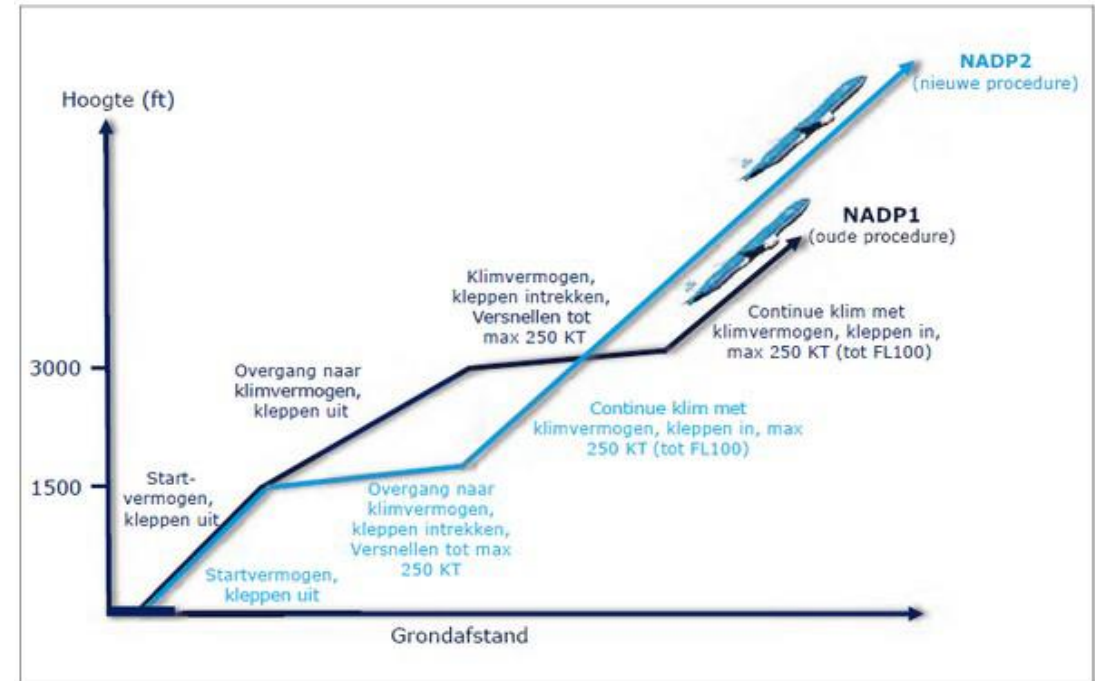 NADP2
(nieuwe procedure)
Hoogte (ft)
NADP1
(oude procedure)
Klimvermogen,
kleppen intrekken,
Versnellen tot
max 250 KT
Continue klim met
klimvermogen, kleppen in,
max 250 KT (tot FL100)
3000
Overgang naar
klimvermogen,
kleppen uit
Continue klim met
klimvermogen, kleppen in, max
250 KT (tot FL100)
1500
Start-
vermogen,
kleppen uit
Overgang naar
klimvermogen,
kleppen intrekken,
Versnellen tot max
250 KT
Startvermogen,
kleppen uit
Grondafstand